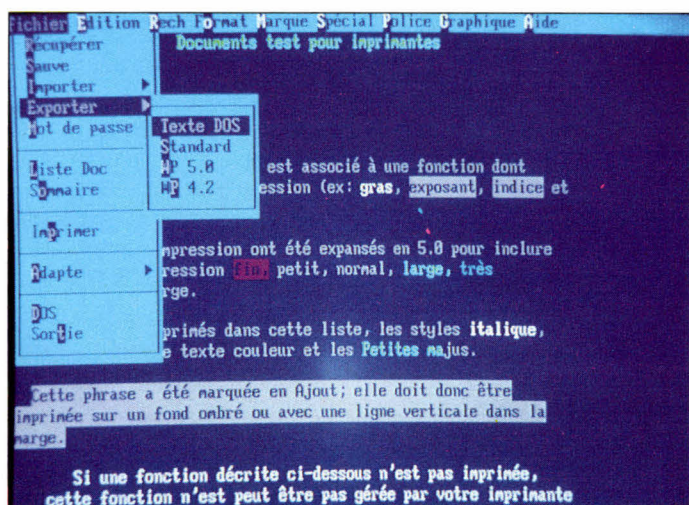 Fichier Edition Rech Format Marque Spécial Police Graphique Aide
Récupérer
Sauve
Importer
Exporter
Mot de passe
Liste Doc
Sommaire
Imprimer
Adapte
DOS
Sortie
Texte DOS
Standard
WP 5.0
WP 4.2
Documents test pour imprimantes
est associé à une fonction dont
ession (ex: gras, exposant, indice et
mpression ont été expansés en 5.0 pour inclure
ression fin, petit, normal, large, très
rge.
primés dans cette liste, les styles italique,
e texte couleur et les Petites majus.
Cette phrase a été marquée en Ajout; elle doit donc être
imprimée sur un fond ombré ou avec une ligne verticale dans la
marge.
Si une fonction décrite ci-dessous n'est pas imprimée,
cette fonction n'est peut être pas gérée par votre imprimante